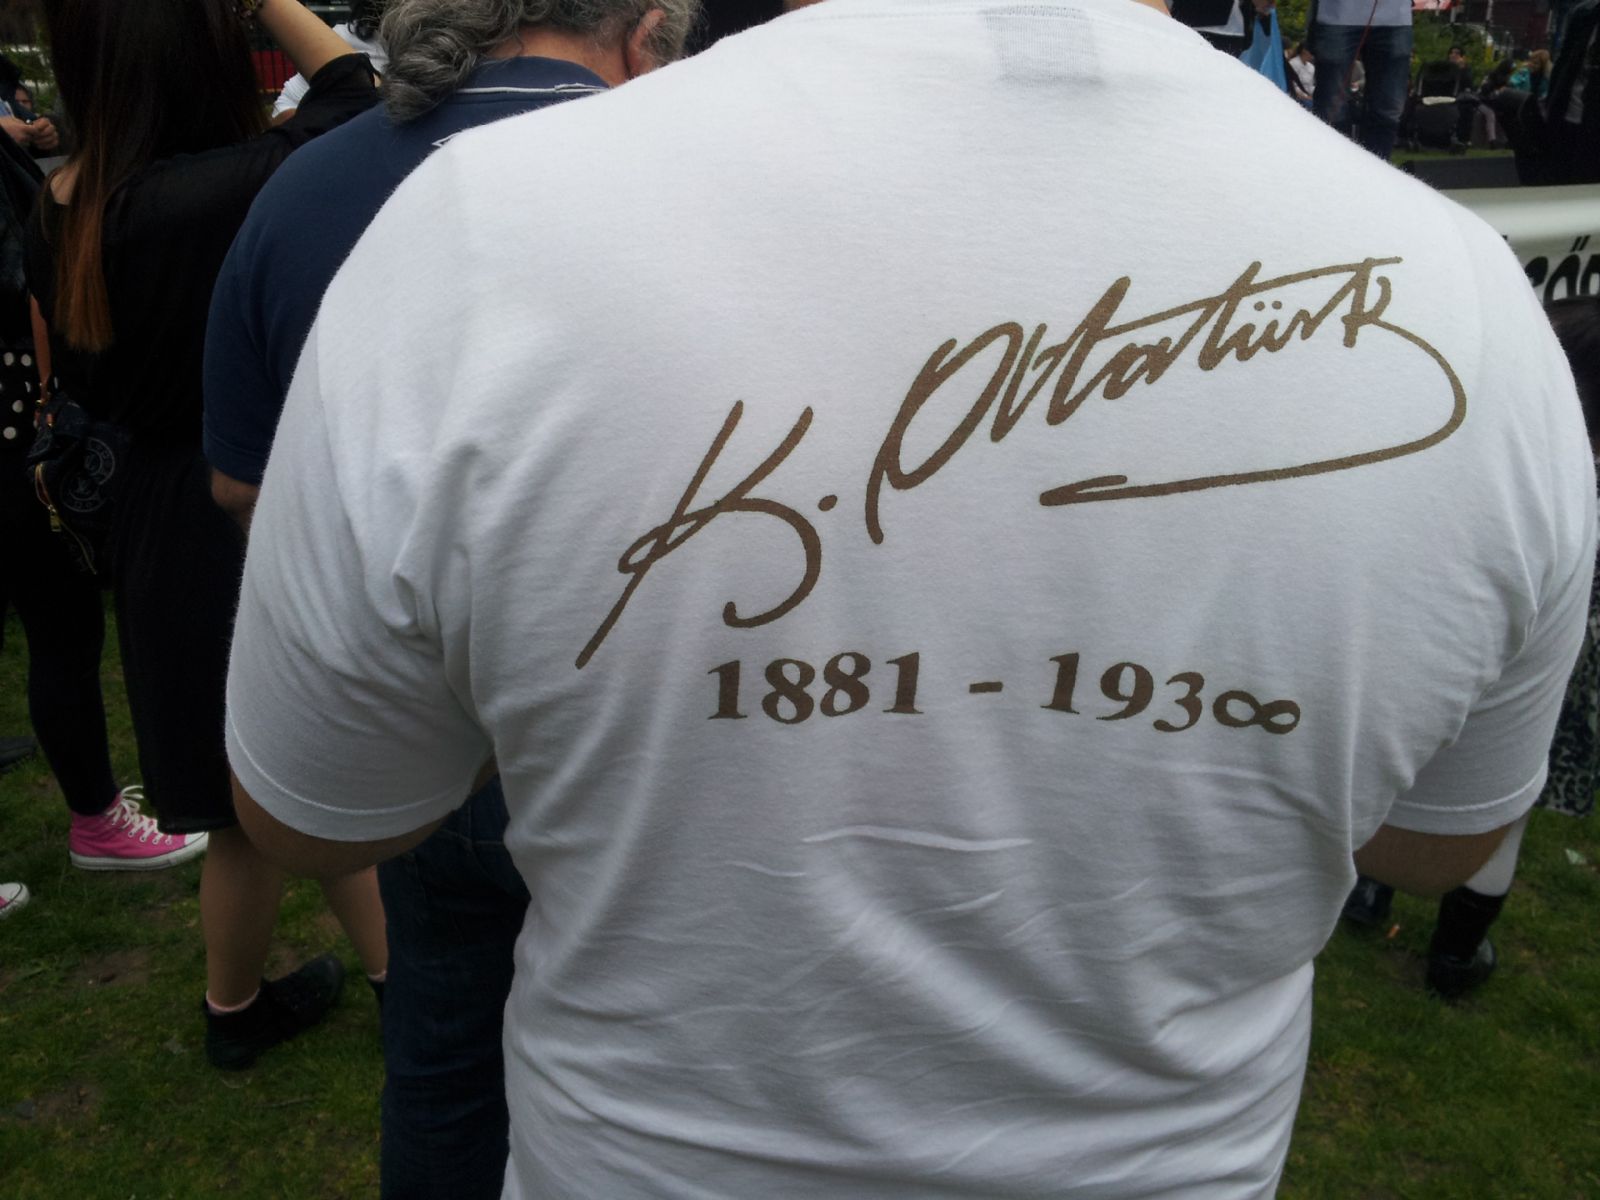 K. Atatürk
1881 - 193∞